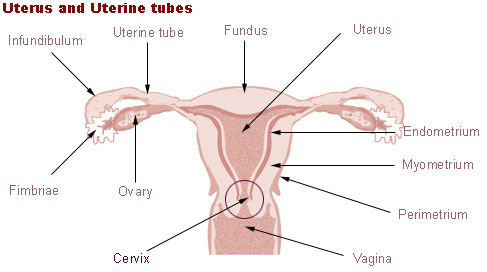 Uterus and Uterine tubes
Infundibulum
Uterine tube
Fundus
Uterus
Endometrium
Myometrium
Fimbriae
Ovary
Perimetrium
Cervix
Vagina